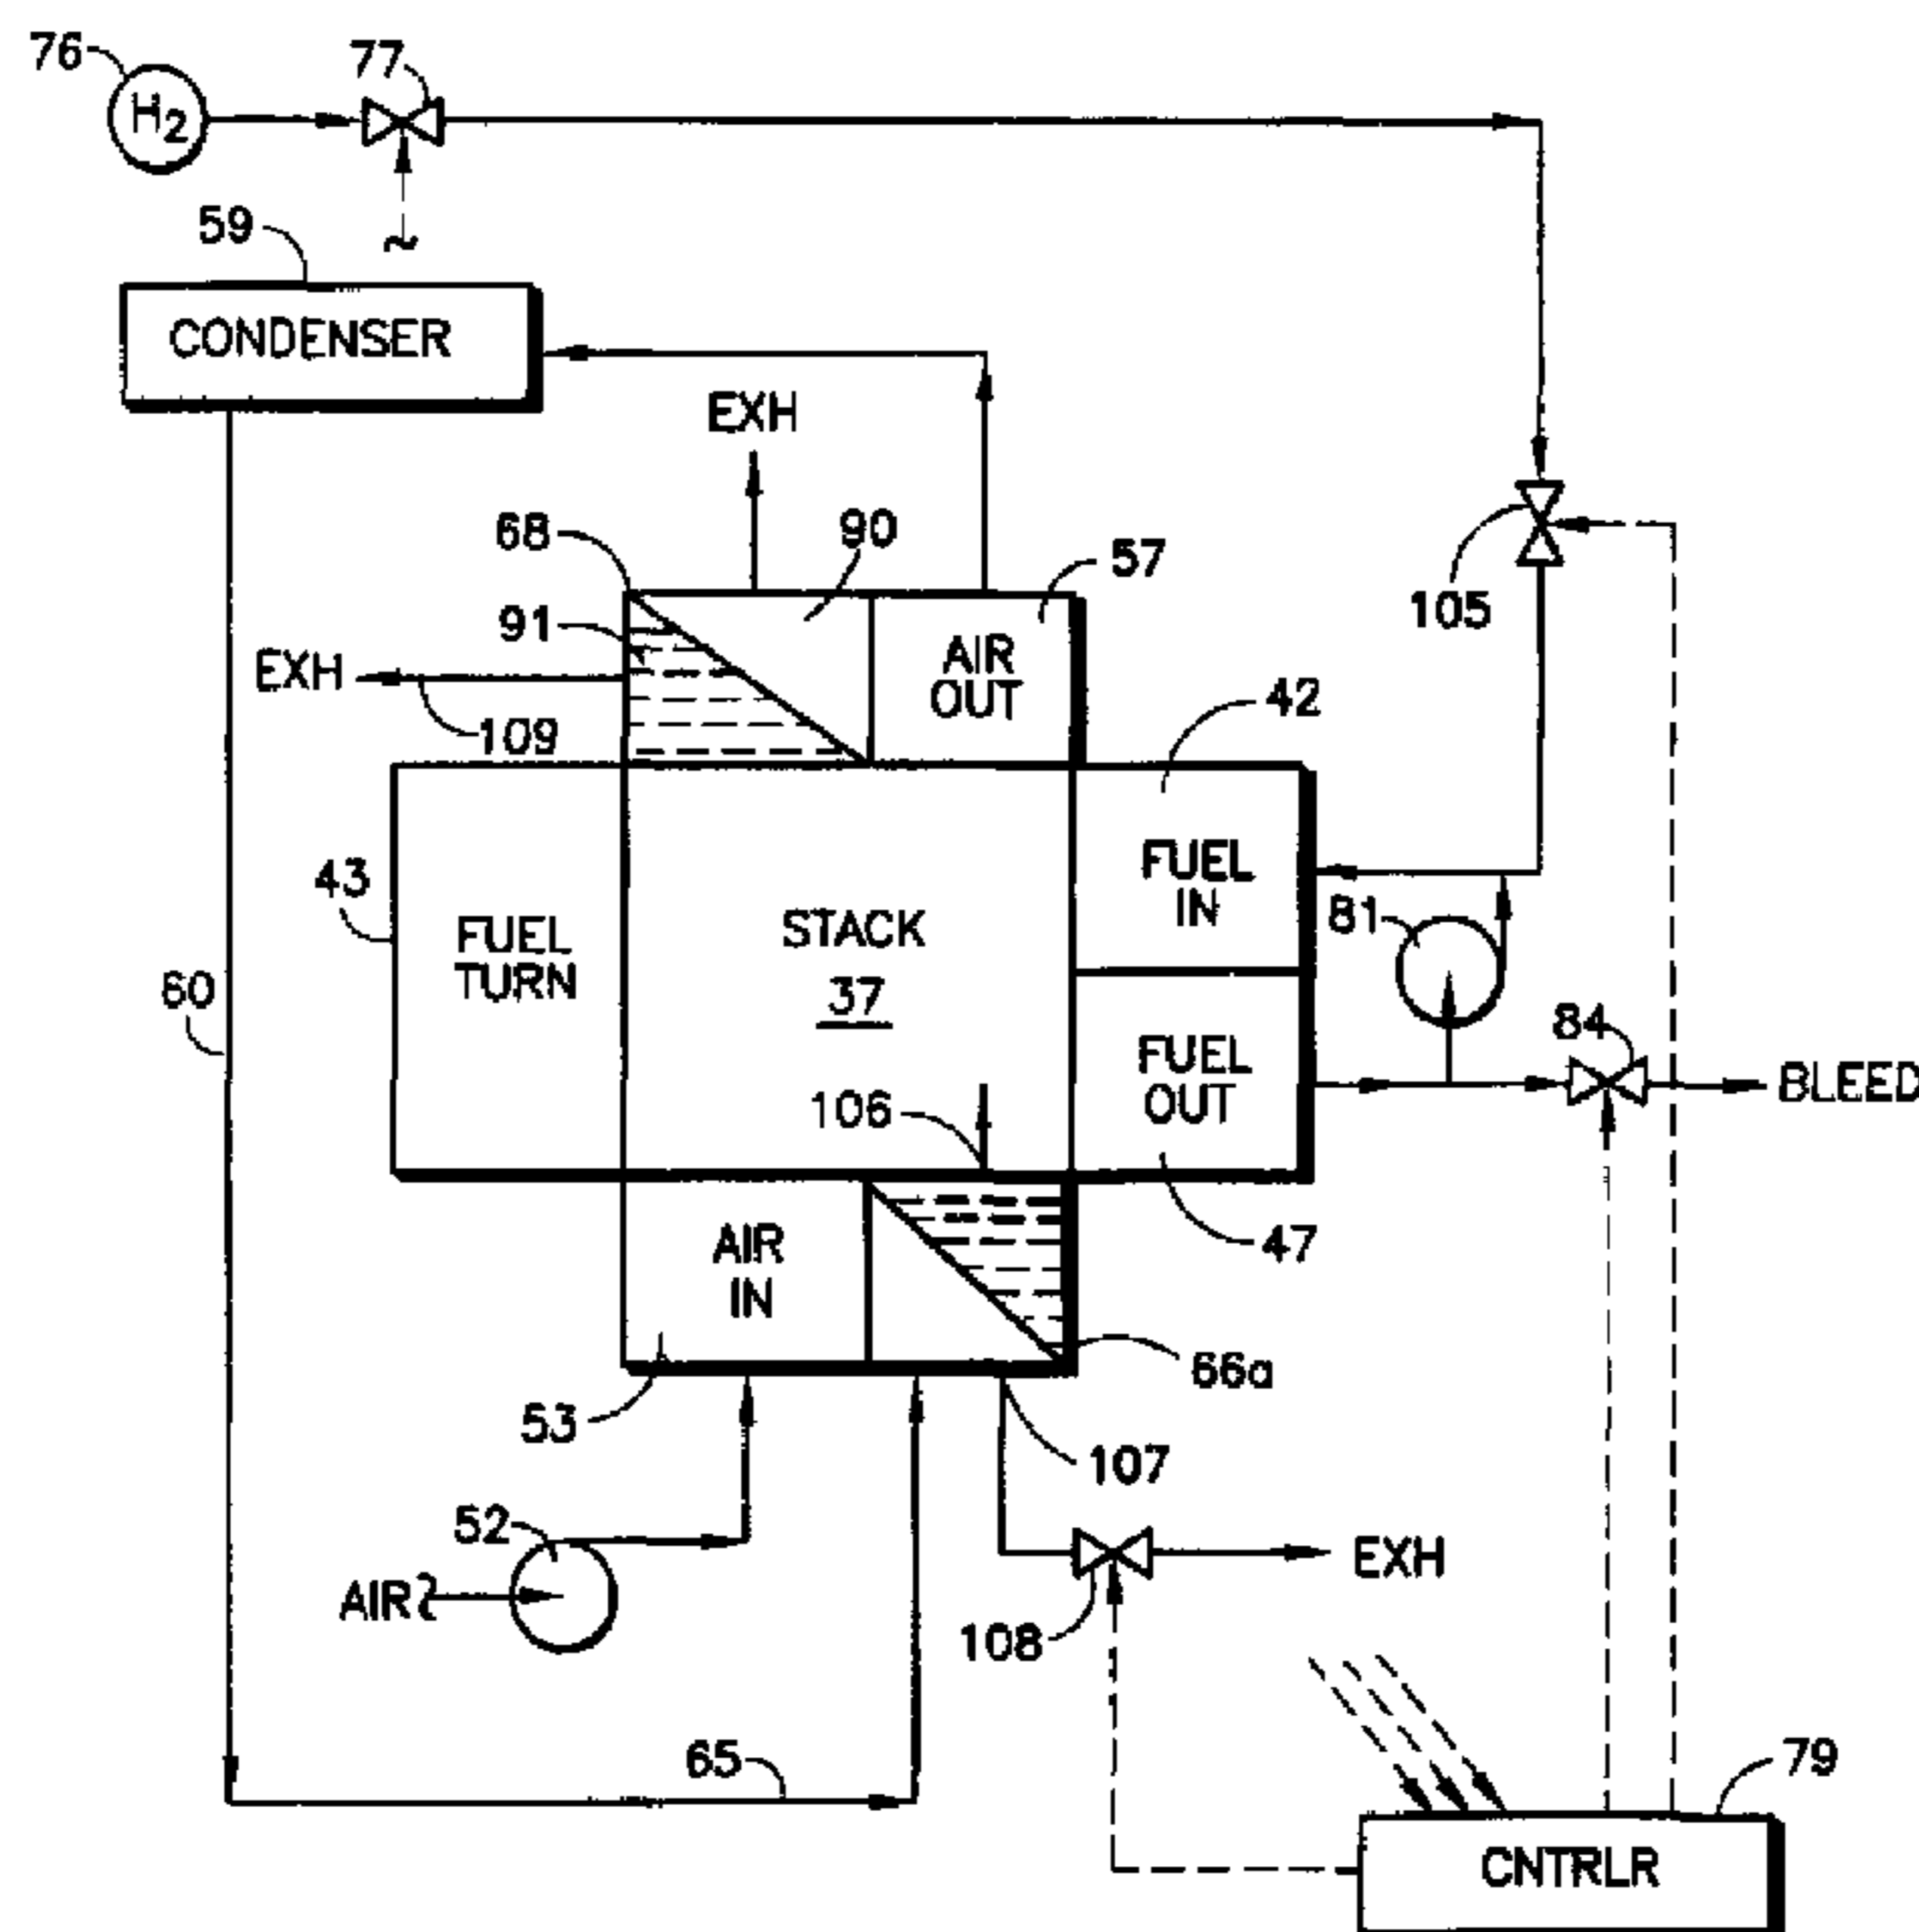 76
77
H2
59
CONDENSER
EXH
68
90
57
91
AIR
OUT
105
EXH
109
42
43
FUEL
IN
81
STACK
37
FUEL
TURN
60
84
FUEL
OUT
BLEED
106
AIR
IN
47
66a
53
107
52
AIR
EXH
108
65
79
CNTRLR